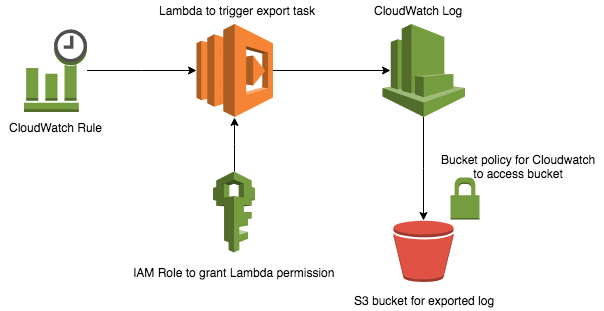 Lambda to trigger export task
CloudWatch Log
CloudWatch Rule
Bucket policy for Cloudwatch
to access bucket
IAM Role to grant Lambda permission
S3 bucket for exported log